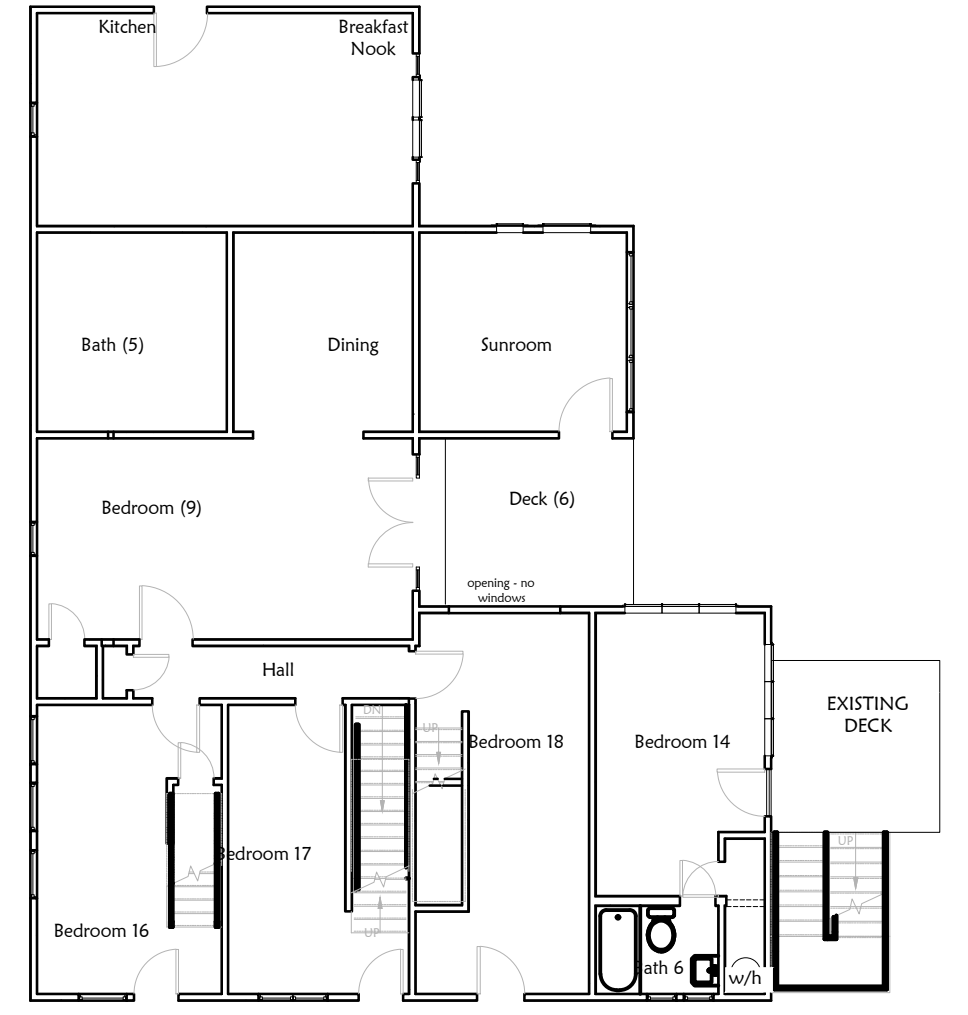 Kitchen
Breakfast
Nook
Bath (5)
Dining
Sunroom
Bedroom (9)
Deck (6)
opening - no
windows
Hall
EXISTING
DECK
DN
UP
Bedroom 18
Bedroom 14
UP
Bedroom 17
Bedroom 16
UP
ath 6
w/h